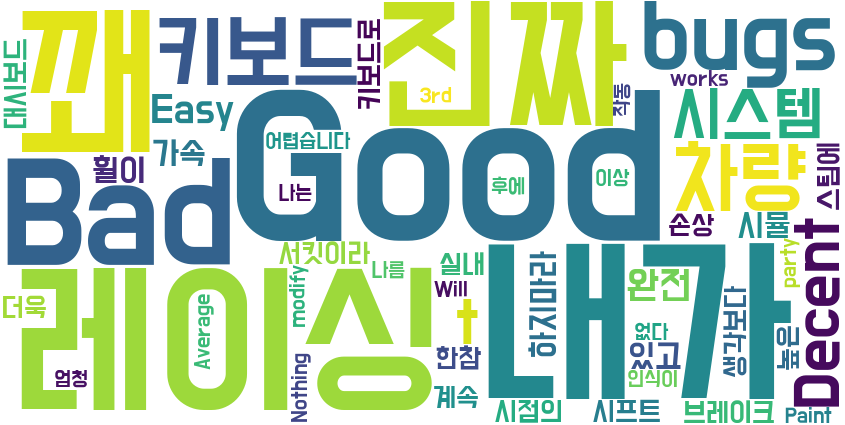 대시보드
꽤
키보드
키보드로
진짜
3rd
bugs
works
작동
Easy
시스템
Good
어렵습니다
가속
휠이
Bad
나는
후에
이상
차량
스팀에
손상
시뮬
서킷이라
나름
실내
Will
레이싱
더욱
Average
modify
Nothing
엄청
t
한참
계속
내가
하지마라
시점의
시프트
완전
없다
있고
인식이
브레이크
생각보다
party
높은
Decent
Paint